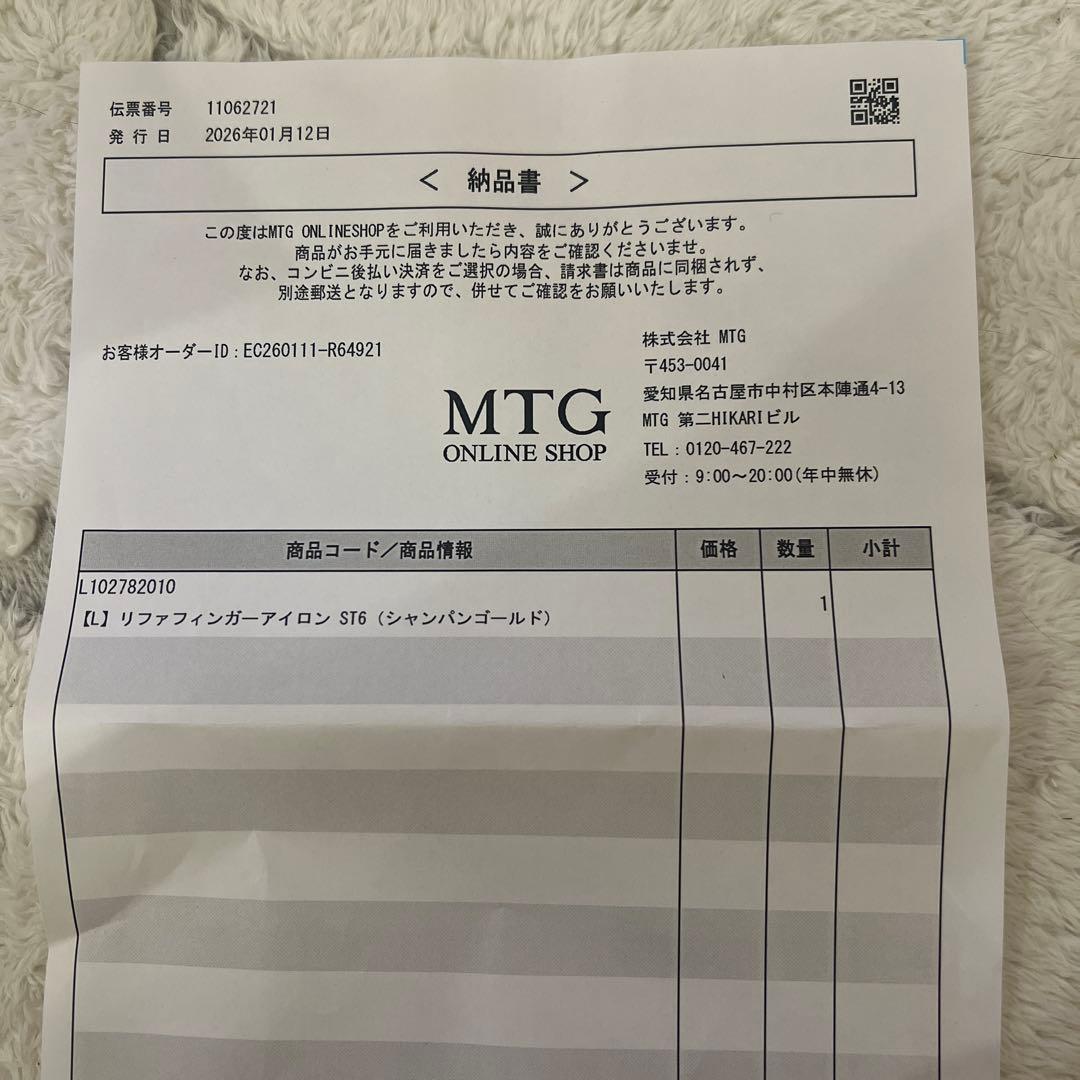 伝票番号 11062721
発行日 2026年01月12日
< 納品書 >
この度はMTG ONLINESHOPをご利用いただき、誠にありがとうございます。
商品がお手元に届きましたら内容をご確認くださいませ。
なお、コンビニ後払い決済をご選択の場合、請求書は商品に同梱されず、
別途郵送となりますので、併せてご確認をお願いいたします。
お客様オーダーID:EC260111-R64921
株式会社 MTG
〒453-0041
愛知県名古屋市中村区本陣通4-13
MTG 第二HIKARIビル
TEL:0120-467-222
受付:9:00〜20:00(年中無休)
MTG
ONLINE SHOP
商品コード/商品情報 価格 数量 小計
L102782010
【L】リファフィンガーアイロン ST6 (シャンパンゴールド) 1